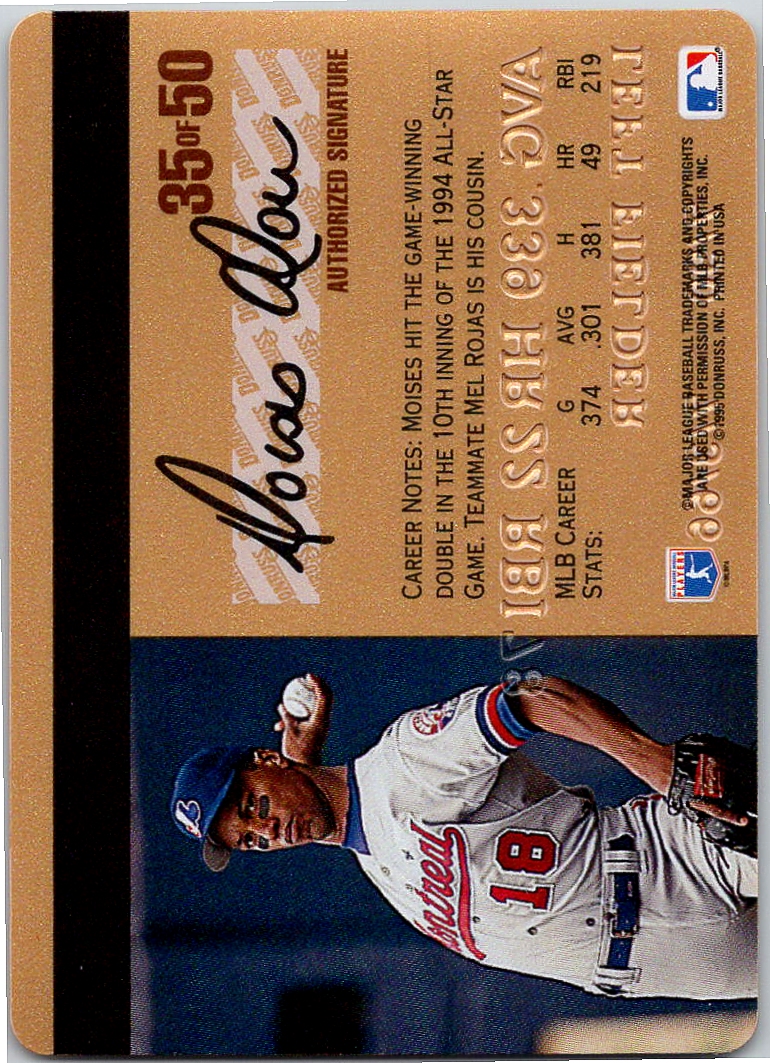 35 OF 50
Moises Alou
AUTHORIZED SIGNATURE
CAREER NOTES: MOISES HIT THE GAME-WINNING
DOUBLE IN THE 10TH INNING OF THE 1994 ALL-STAR
GAME. TEAMMATE MEL ROJAS IS HIS COUSIN.
AVG .339 HR 22 RBI 78
MLB CAREER G AVG H HR RBI
STATS: 374 .301 381 49 219
LEFT FIELDER
©MAJOR LEAGUE BASEBALL TRADEMARKS AND COPYRIGHTS
ARE USED WITH PERMISSION OF MLB PROPERTIES, INC.
©1995 DONRUSS, INC. PRINTED IN USA
PLAYERS
Montreal
18